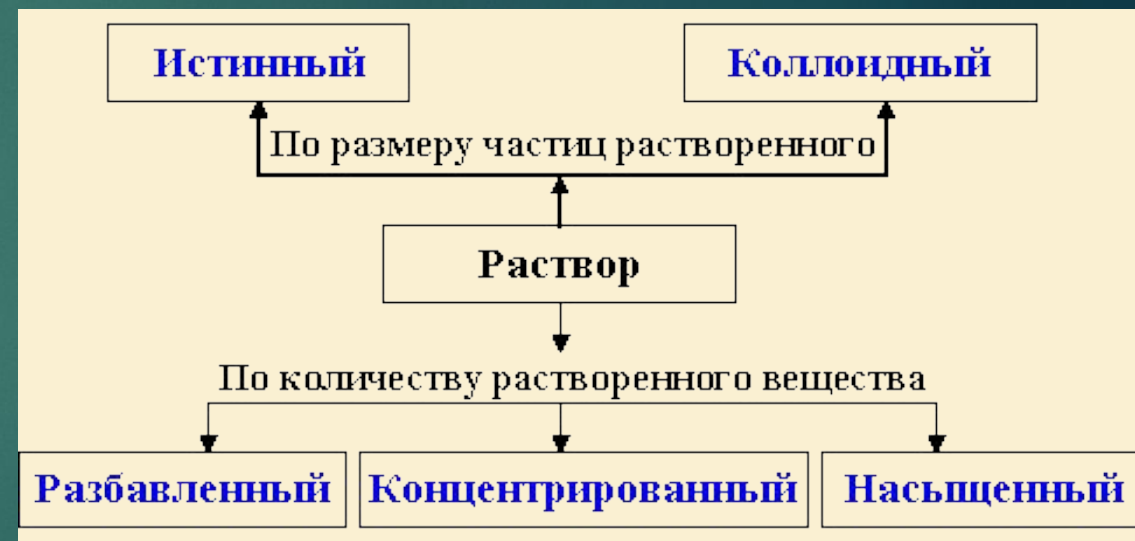 Истинный
Коллоидный
По размеру частиц растворенного
Раствор
По количеству растворенного вещества
Разбавленный
Концентрированный
Насыщенный